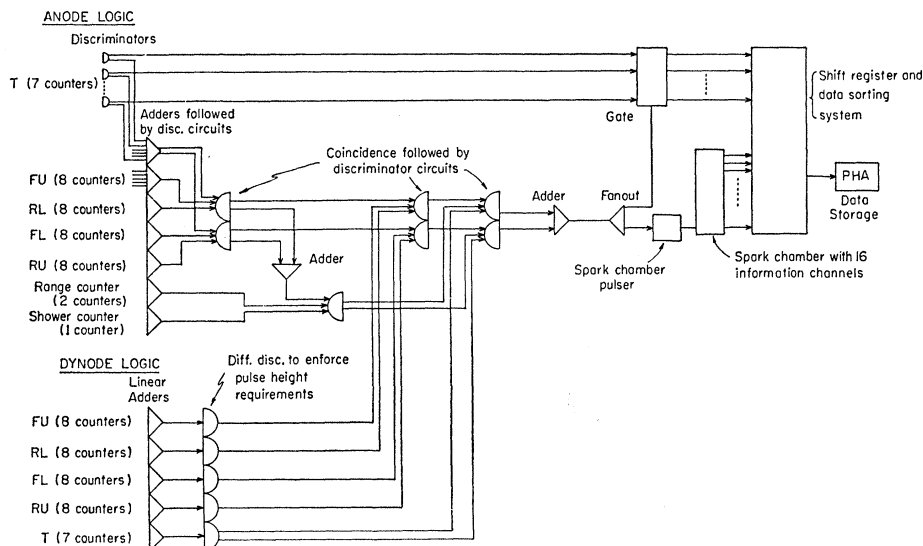 ANODE LOGIC
Discriminators
T (7 counters)
Adders followed
by disc. circuits
FU (8 counters)
RL (8 counters)
FL (8 counters)
RU (8 counters)
Range counter
(2 counters)
Shower counter
(1 counter)
Coincidence followed by
discriminator circuits
Adder
Adder
Fanout
Gate
Spark chamber
pulser
Spark chamber with 16
information channels
Shift register and
data sorting
system
PHA
Data
Storage
DYNODE LOGIC
Linear
Adders
Diff. disc. to enforce
pulse height
requirements
FU (8 counters)
RL (8 counters)
FL (8 counters)
RU (8 counters)
T (7 counters)